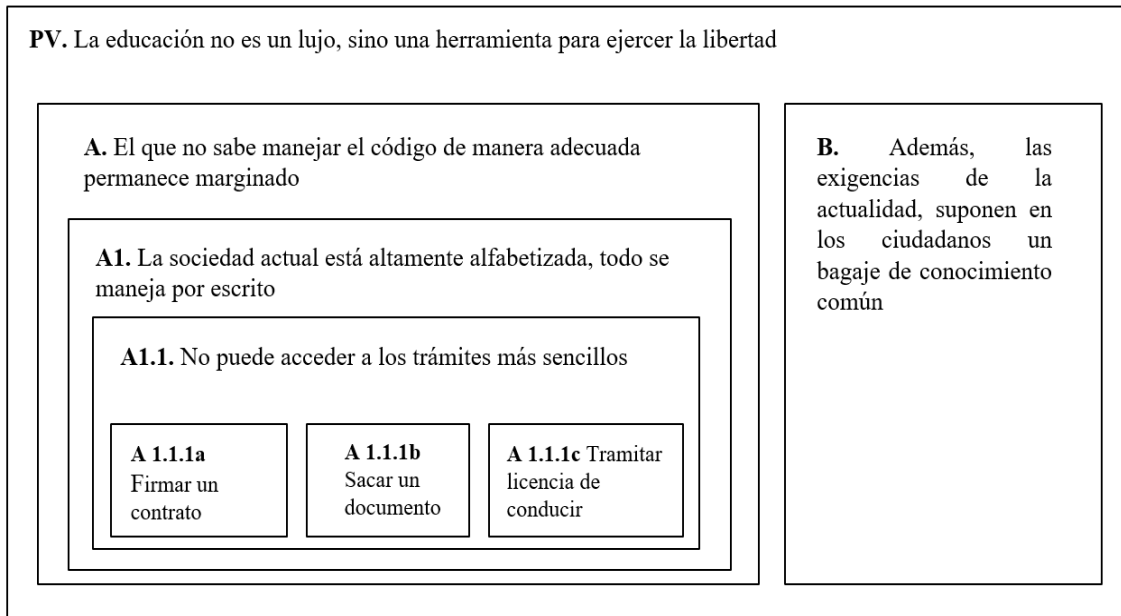 PV. La educación no es un lujo, sino una herramienta para ejercer la libertad
A. El que no sabe manejar el código de manera adecuada
permanece marginado
A1. La sociedad actual está altamente alfabetizada, todo se
maneja por escrito
A1.1. No puede acceder a los trámites más sencillos
A 1.1.1a
Firmar un
contrato
A 1.1.1b
Sacar un
documento
A 1.1.1c Tramitar
licencia de
conducir
B. Además, las
exigencias de la
actualidad, suponen en
los ciudadanos un
bagaje de conocimiento
común